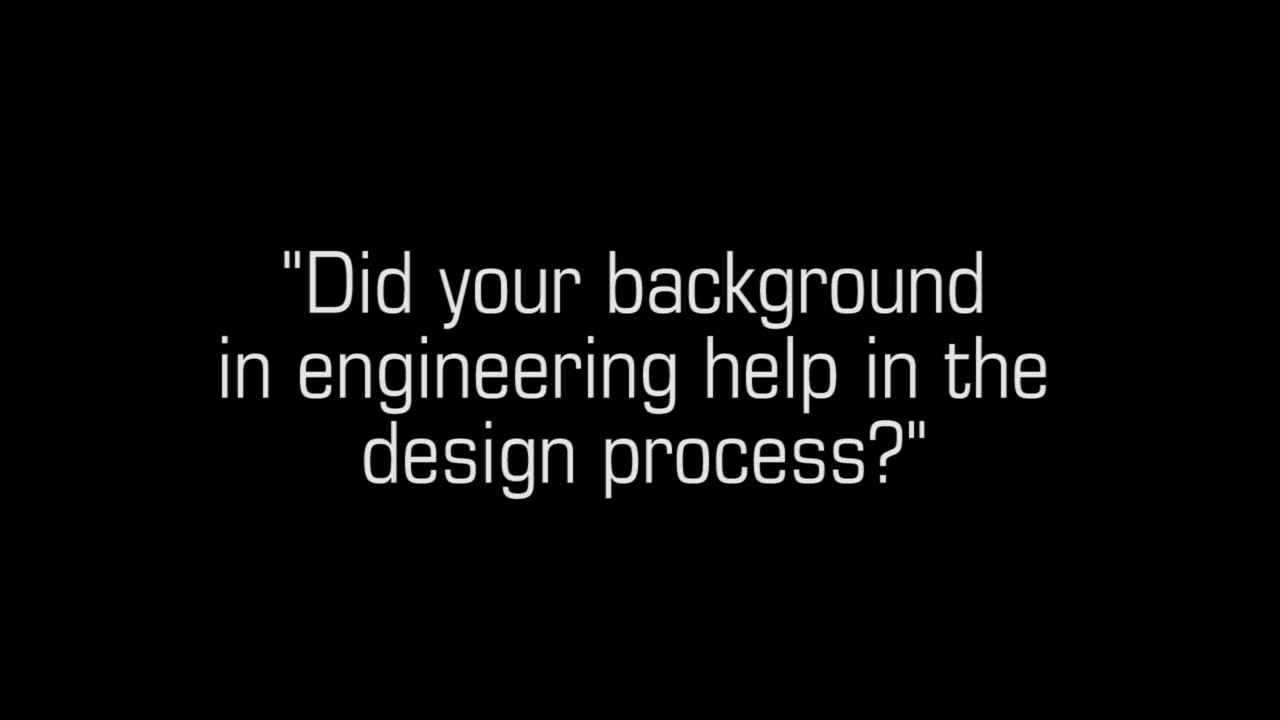 "Did your background
in engineering help in the
design process?"